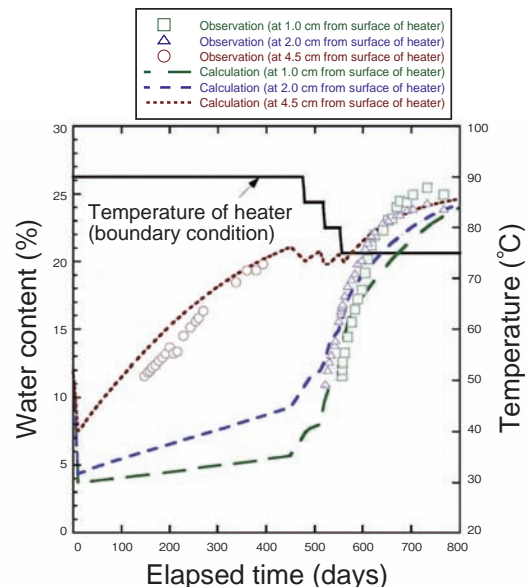 Observation (at 1.0 cm from surface of heater)
Observation (at 2.0 cm from surface of heater)
Observation (at 4.5 cm from surface of heater)
Calculation (at 1.0 cm from surface of heater)
Calculation (at 2.0 cm from surface of heater)
Calculation (at 4.5 cm from surface of heater)
30
25
20
15
10
5
0
Water content (%)
Temperature of heater
(boundary condition)
100
90
80
70
60
50
40
30
20
Temperature (℃)
0 100 200 300 400 500 600 700 800
Elapsed time (days)